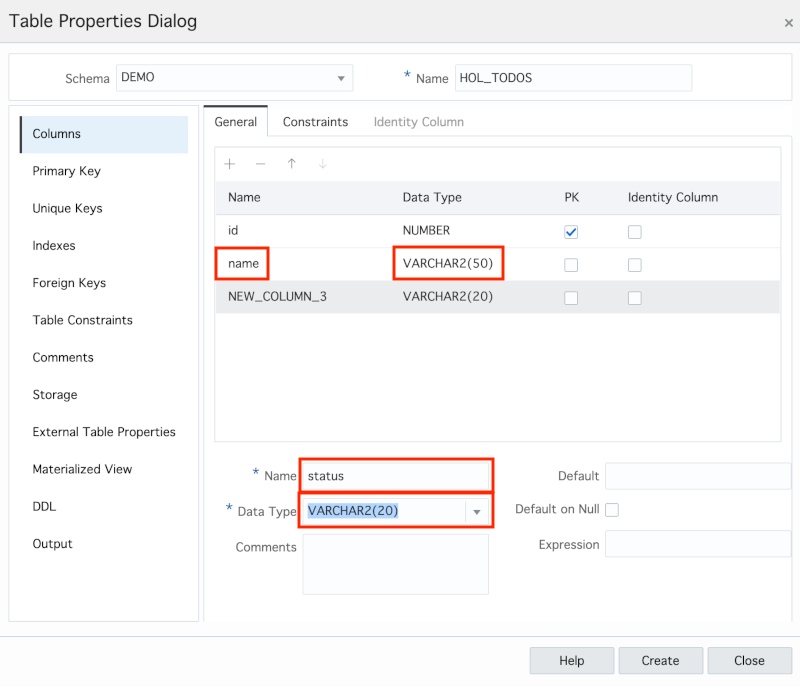 Table Properties Dialog
Schema DEMO * Name HOL_TODOS
Columns
Primary Key
Unique Keys
Indexes
Foreign Keys
Table Constraints
Comments
Storage
External Table Properties
Materialized View
DDL
Output
General Constraints Identity Column
Name Data Type PK Identity Column
id NUMBER
name VARCHAR2(50)
NEW_COLUMN_3 VARCHAR2(20)
* Name status Default
* Data Type VARCHAR2(20) Default on Null
Comments Expression
Help Create Close